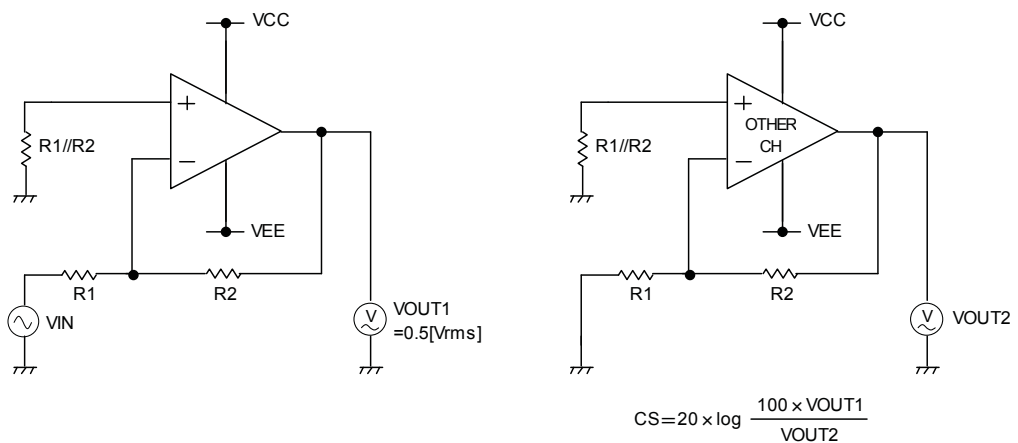 VCC
+
R1//R2
−
VEE
R1
R2
VIN
V
VOUT1
=0.5[Vrms]
VCC
+
OTHER
CH
R1//R2
−
VEE
R1
R2
V
VOUT2
CS=20×log 100×VOUT1
VOUT2